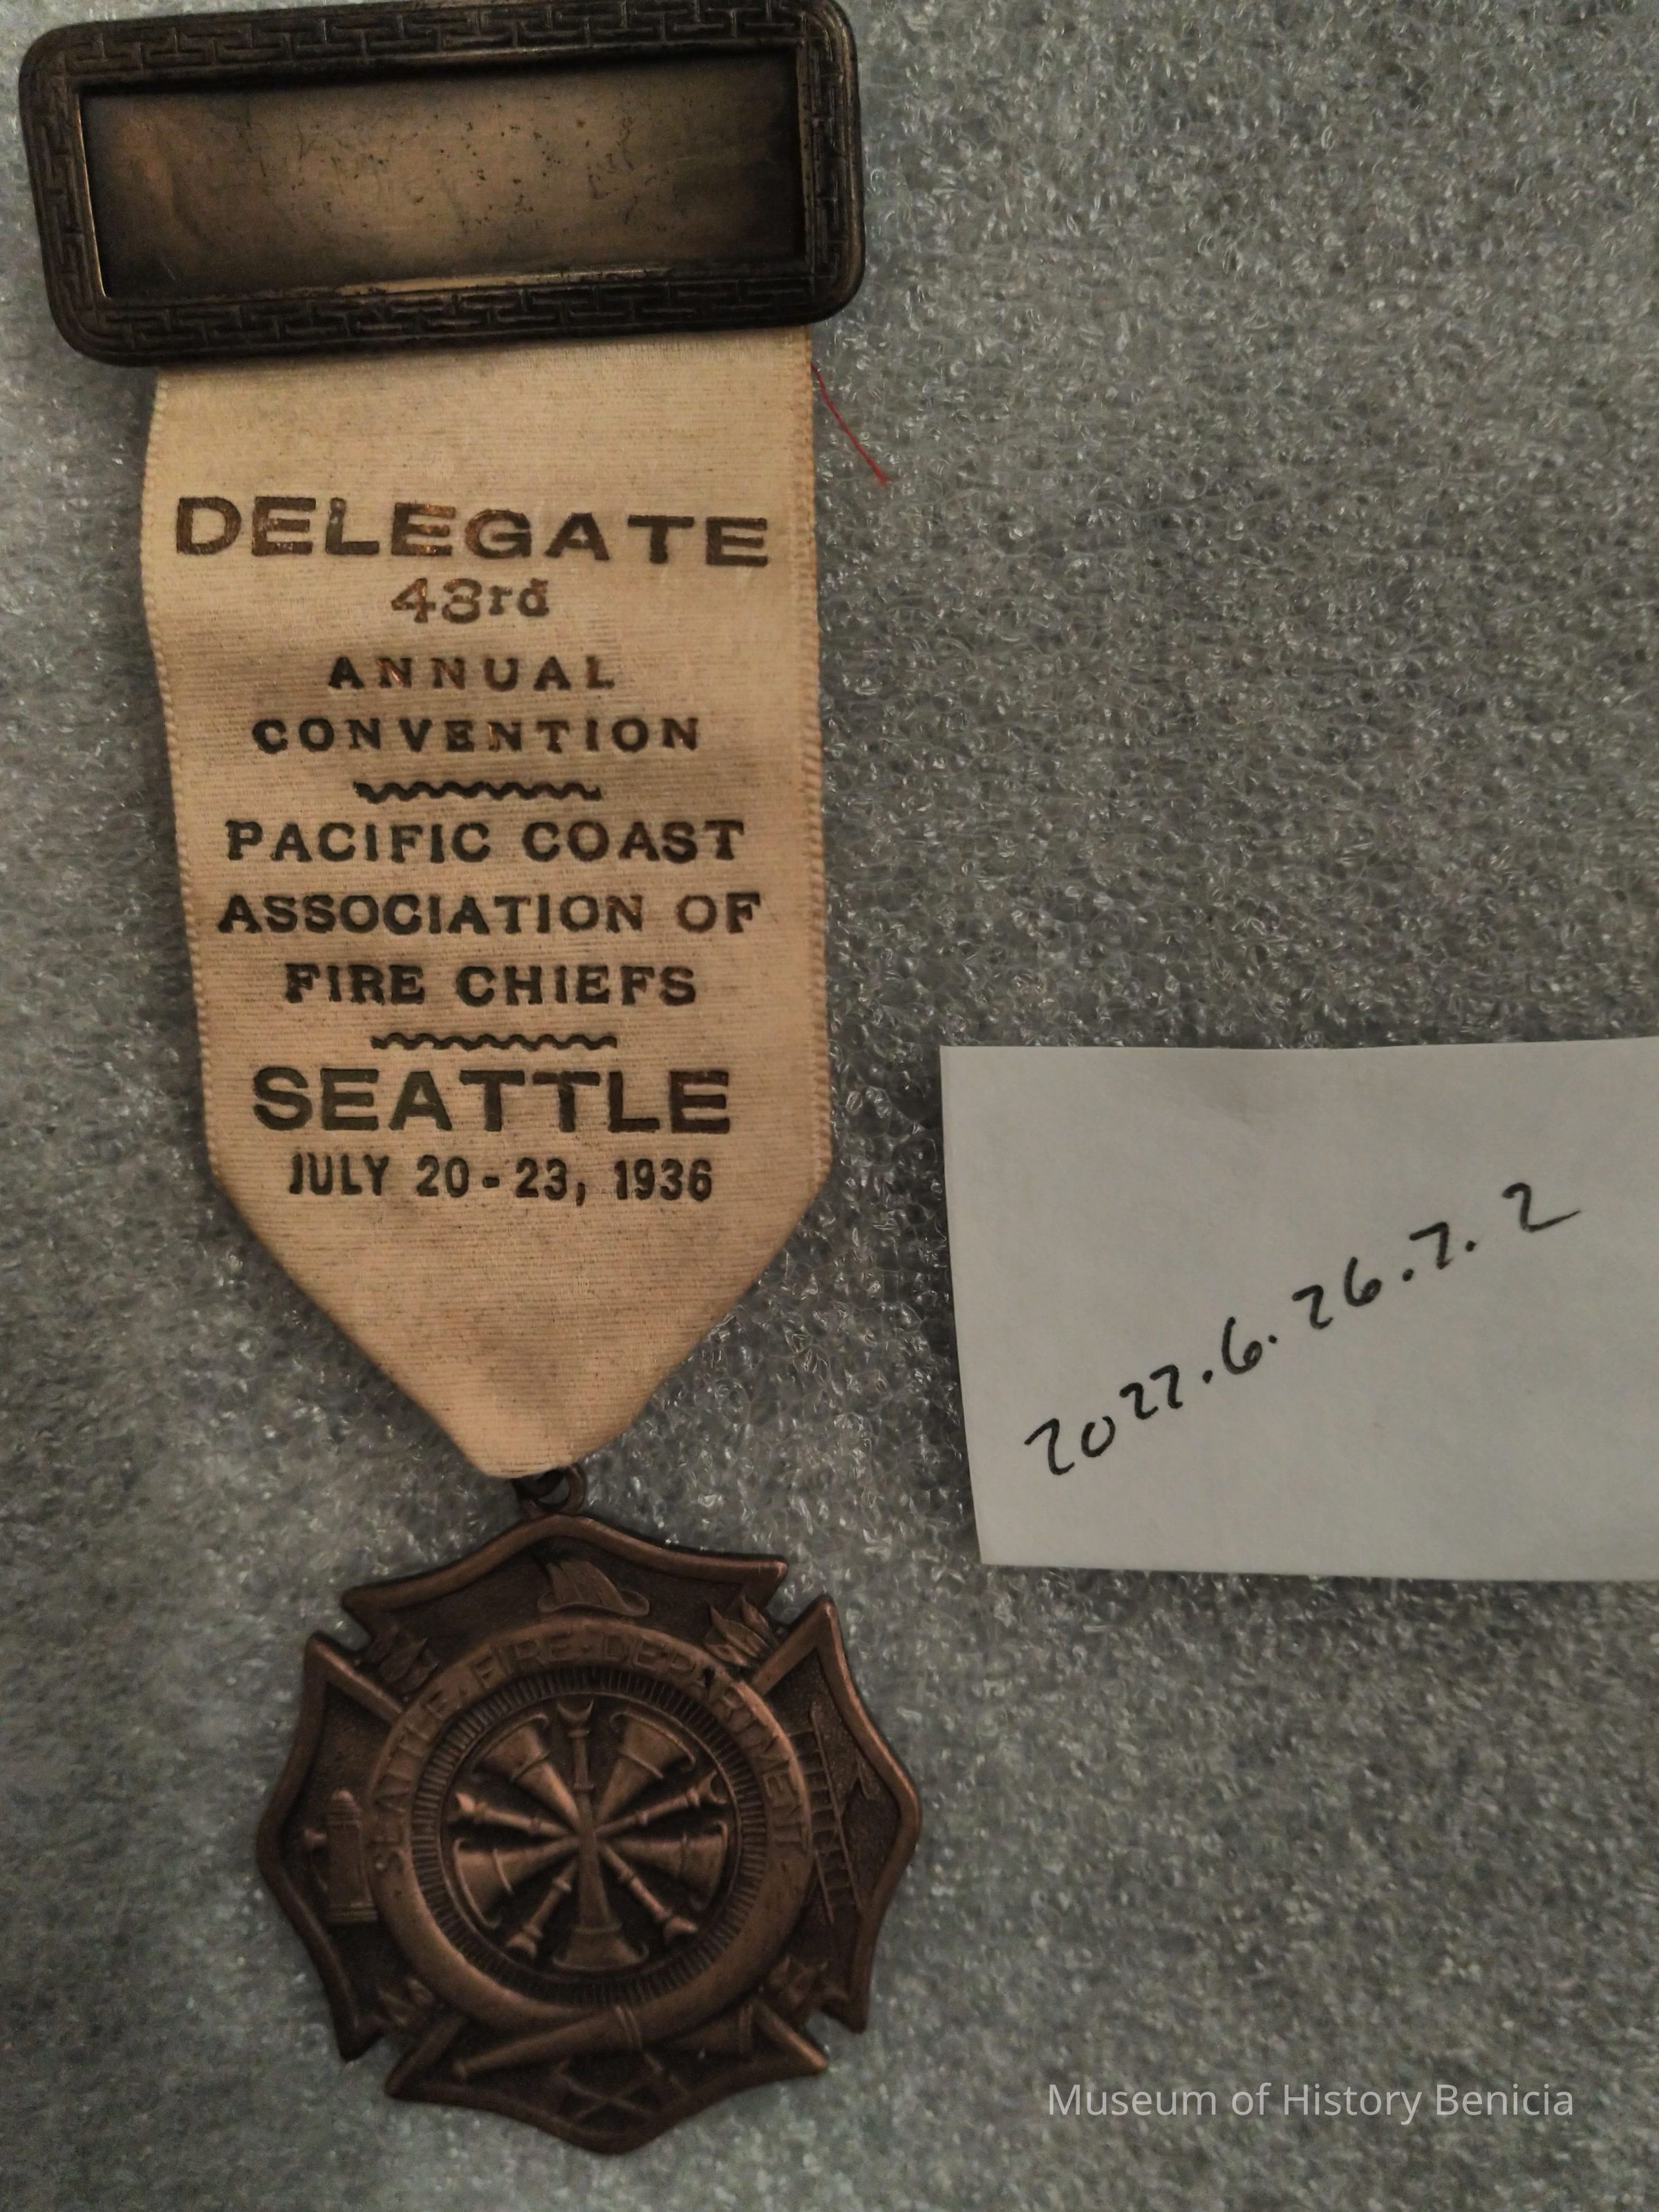 DELEGATE
43rd
ANNUAL
CONVENTION
PACIFIC COAST
ASSOCIATION OF
FIRE CHIEFS
SEATTLE
JULY 20-23, 1936
2022.6.26.7.2
SEATTLE·FIRE·DEPARTMENT
Museum of History Benicia